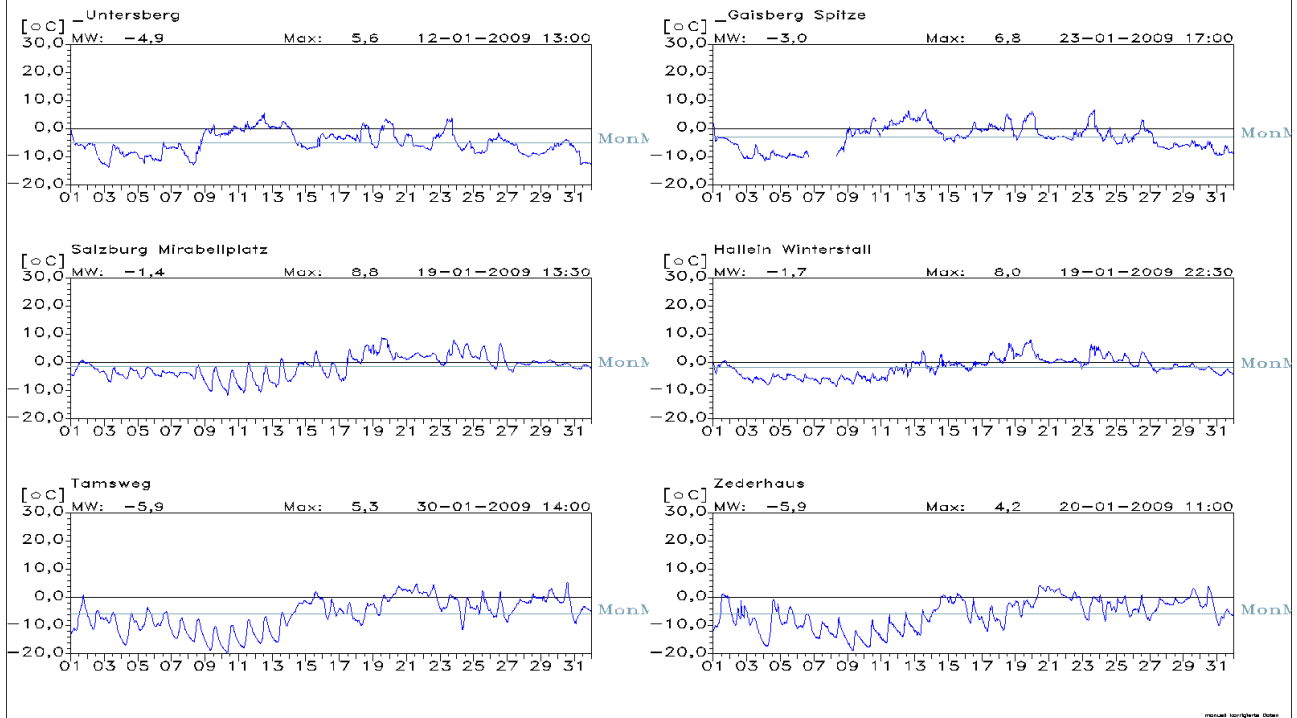 _Untersberg
[°C] MW: −4,9 Max: 5,6 12−01−2009 13:00
30,0
20,0
10,0
0,0
MonM
−10,0
−20,0
01 03 05 07 09 11 13 15 17 19 21 23 25 27 29 31
_Gaisberg Spitze
[°C] MW: −3,0 Max: 6,8 23−01−2009 17:00
30,0
20,0
10,0
0,0
MonM
−10,0
−20,0
01 03 05 07 09 11 13 15 17 19 21 23 25 27 29 31
Salzburg Mirabellplatz
[°C] MW: −1,4 Max: 8,8 19−01−2009 13:30
30,0
20,0
10,0
0,0
MonM
−10,0
−20,0
01 03 05 07 09 11 13 15 17 19 21 23 25 27 29 31
Hallein Winterstall
[°C] MW: −1,7 Max: 8,0 19−01−2009 22:30
30,0
20,0
10,0
0,0
MonM
−10,0
−20,0
01 03 05 07 09 11 13 15 17 19 21 23 25 27 29 31
Tamsweg
[°C] MW: −5,9 Max: 5,3 30−01−2009 14:00
30,0
20,0
10,0
0,0
MonM
−10,0
−20,0
01 03 05 07 09 11 13 15 17 19 21 23 25 27 29 31
Zederhaus
[°C] MW: −5,9 Max: 4,2 20−01−2009 11:00
30,0
20,0
10,0
0,0
MonM
−10,0
−20,0
01 03 05 07 09 11 13 15 17 19 21 23 25 27 29 31
manuell korrigierte Daten